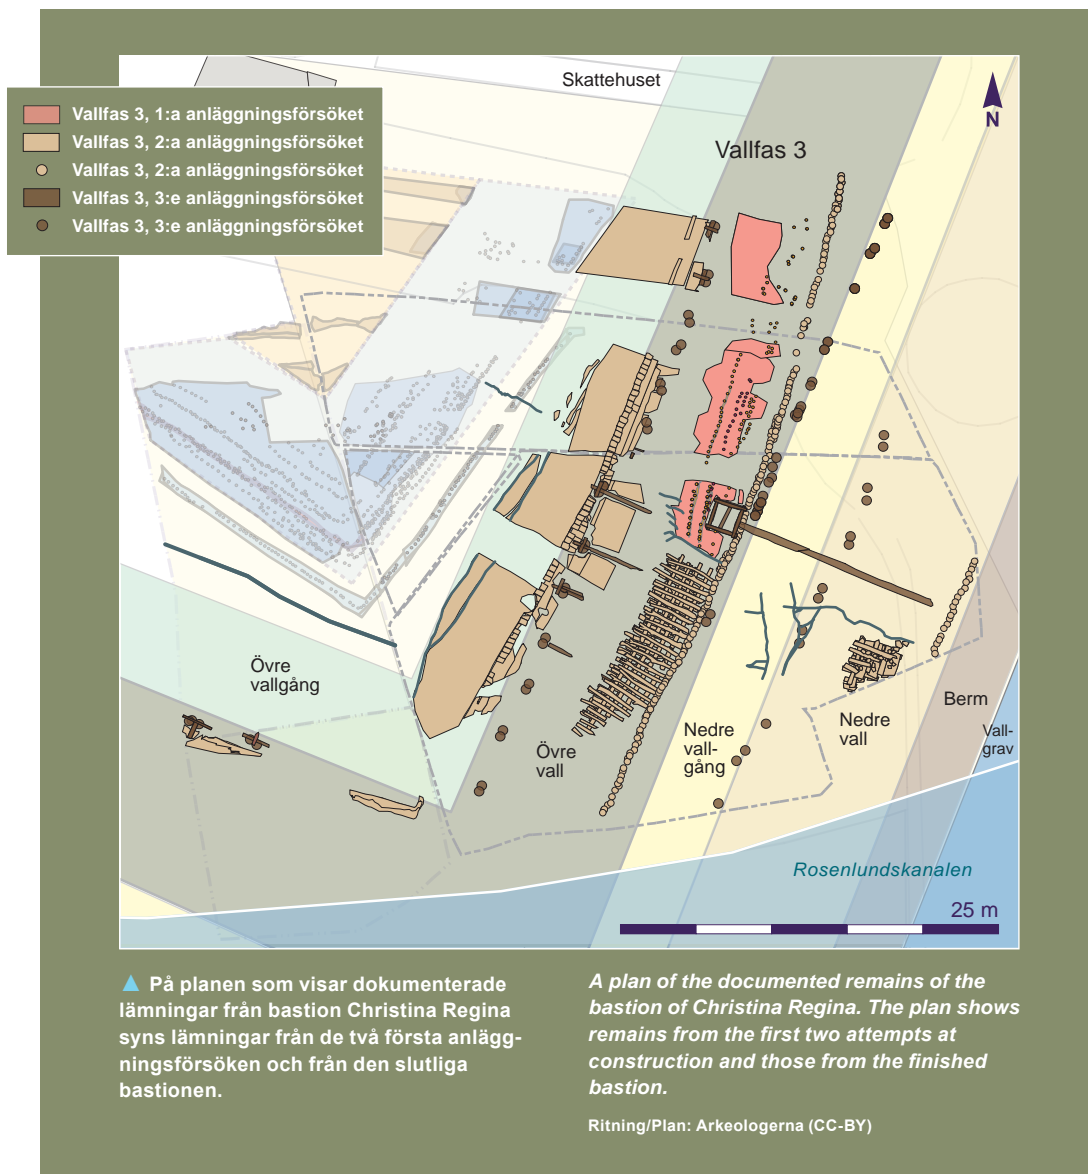 Skattehuset
N
Vallfas 3, 1:a anläggningsförsöket
Vallfas 3, 2:a anläggningsförsöket
Vallfas 3, 2:a anläggningsförsöket
Vallfas 3, 3:e anläggningsförsöket
Vallfas 3, 3:e anläggningsförsöket
Vallfas 3
Övre
vallgång
Övre
vall
Nedre
vall-
gång
Nedre
vall
Berm
Vall-
grav
Rosenlundskanalen
25 m
På planen som visar dokumenterade
lämningar från bastion Christina Regina
syns lämningar från de två första anlägg-
ningsförsöken och från den slutliga
bastionen.
A plan of the documented remains of the
bastion of Christina Regina. The plan shows
remains from the first two attempts at
construction and those from the finished
bastion.
Ritning/Plan: Arkeologerna (CC-BY)